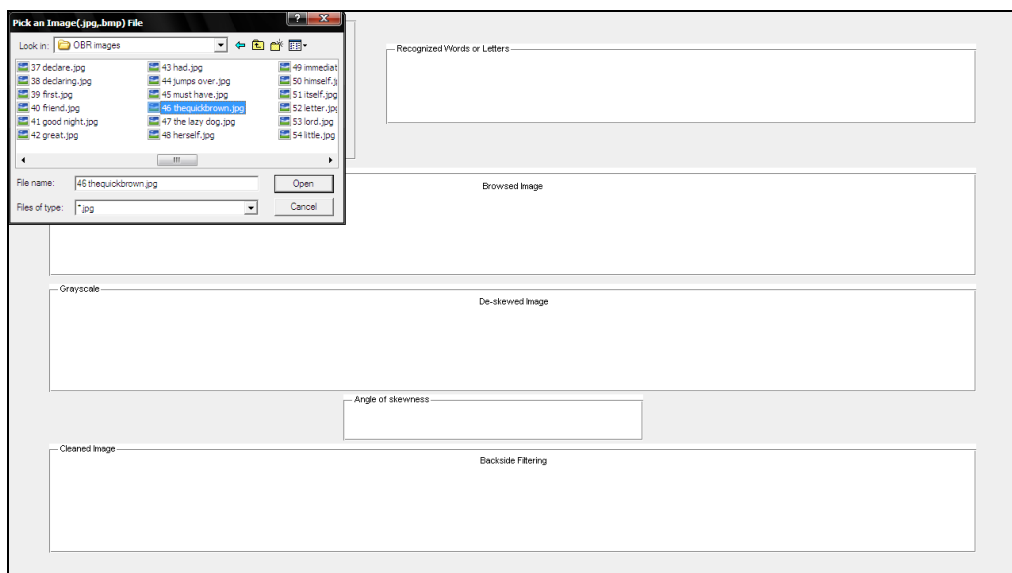 Pick an Image(.jpg,.bmp) File
Look in: OBR images
37 declare.jpg 43 had.jpg 49 immediat
38 declaring.jpg 44 jumps over.jpg 50 himself.j
39 first.jpg 45 must have.jpg 51 itself.jpg
40 friend.jpg 46 thequickbrown.jpg 52 letter.jpg
41 good night.jpg 47 the lazy dog.jpg 53 lord.jpg
42 great.jpg 48 herself.jpg 54 little.jpg
File name: 46 thequickbrown.jpg Open
Files of type: *.jpg Cancel
Recognized Words or Letters
Browsed Image
Grayscale
De-skewed Image
Angle of skewness
Cleaned Image
Backside Filtering